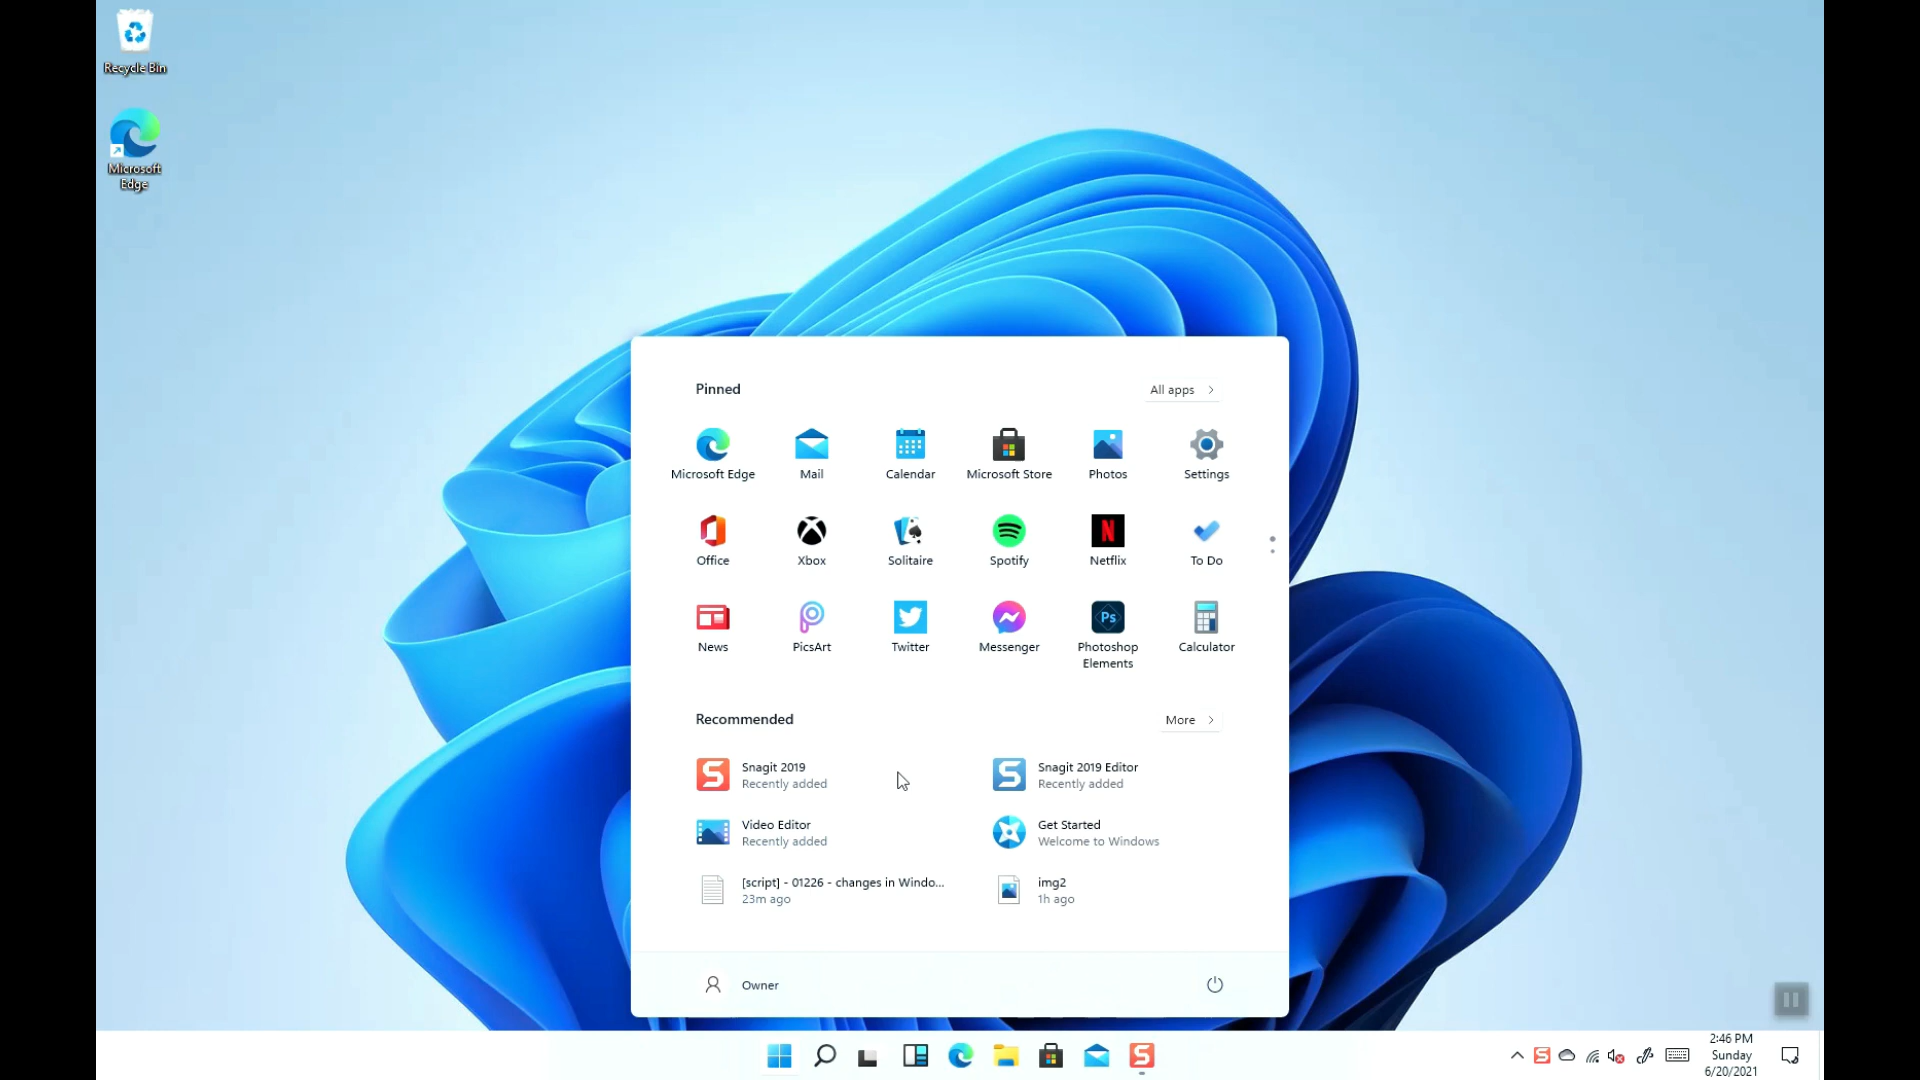 Recycle Bin
Microsoft
Edge
Pinned
All apps
Microsoft Edge
Mail
Calendar
Microsoft Store
Photos
Settings
Office
Xbox
Solitaire
Spotify
Netflix
To Do
News
PicsArt
Twitter
Messenger
Ps
Photoshop
Elements
Calculator
Recommended
More
Snagit 2019
Recently added
Snagit 2019 Editor
Recently added
Video Editor
Recently added
Get Started
Welcome to Windows
[script] - 01226 - changes in Windo...
23m ago
img2
1h ago
Owner
2:46 PM
Sunday
6/20/2021